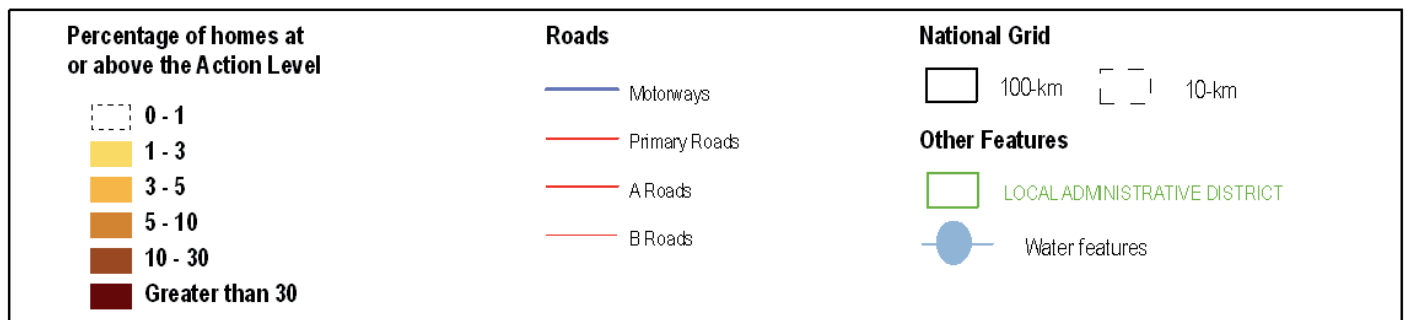 Percentage of homes at
or above the Action Level
0 - 1
1 - 3
3 - 5
5 - 10
10 - 30
Greater than 30
Roads
Motorways
Primary Roads
A Roads
B Roads
National Grid
100-km 10-km
Other Features
LOCAL ADMINISTRATIVE DISTRICT
Water features